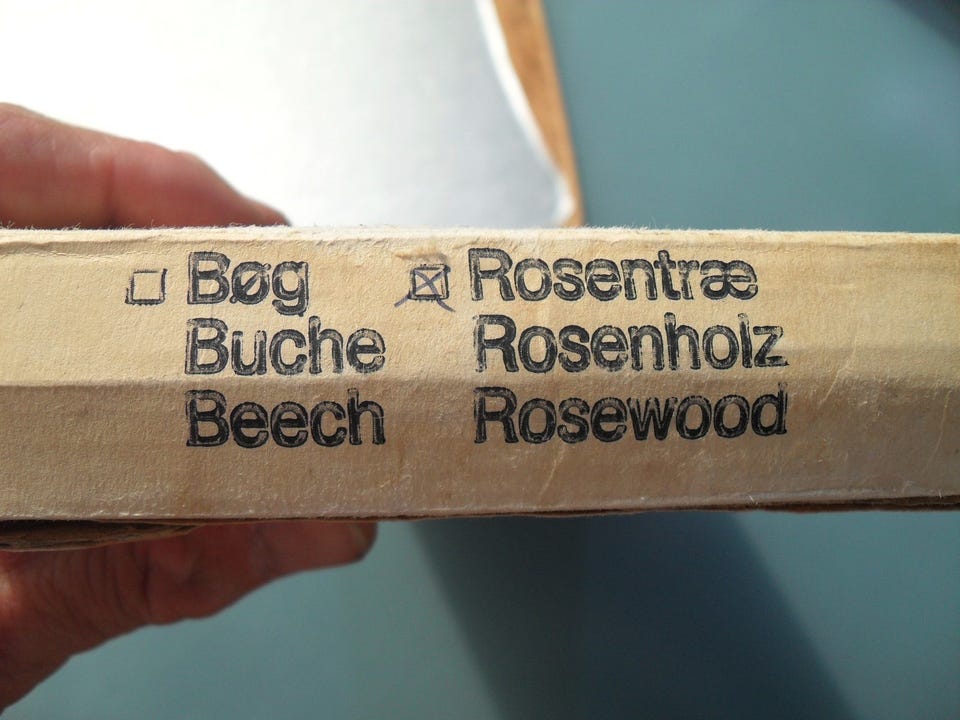 ☐ Bøg ☒ Rosentræ
Buche Rosenholz
Beech Rosewood